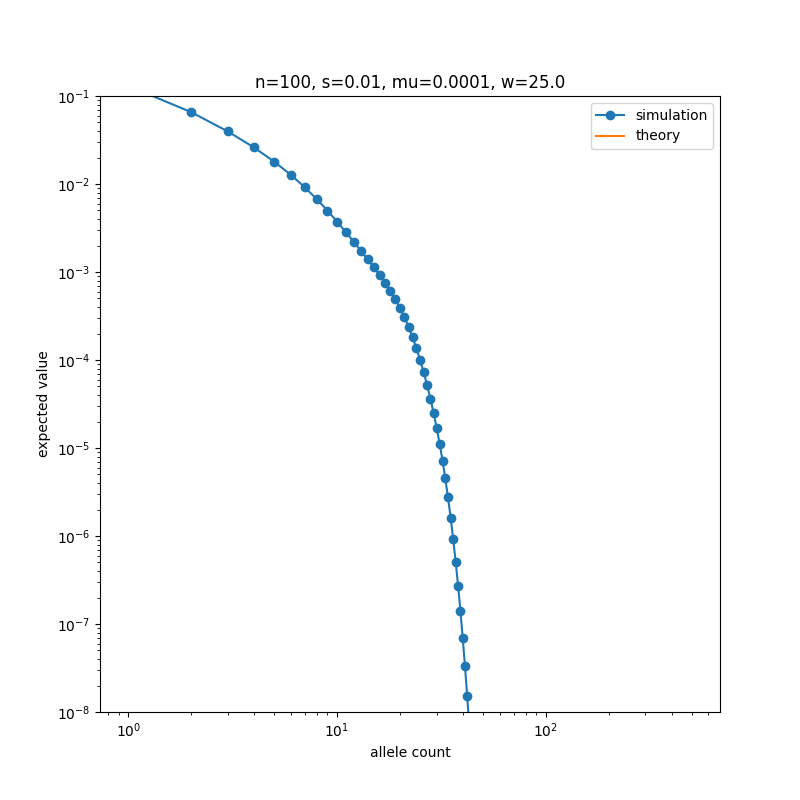 n=100, s=0.01, mu=0.0001, w=25.0
simulation
theory
expected value
10⁻¹
10⁻²
10⁻³
10⁻⁴
10⁻⁵
10⁻⁶
10⁻⁷
10⁻⁸
10⁰ 10¹ 10²
allele count